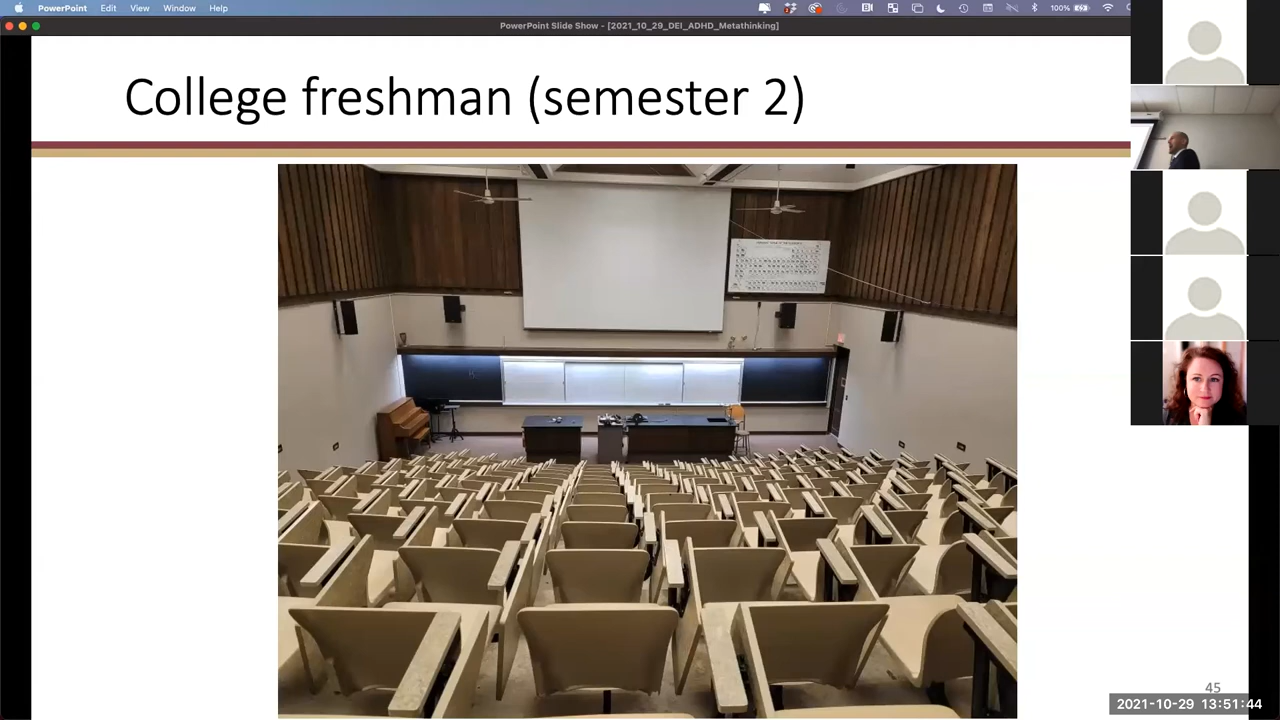 PowerPoint Edit View Window Help
100%
PowerPoint Slide Show - [2021_10_29_DEI_ADHD_Metathinking]
College freshman (semester 2)
45
2021-10-29 13:51:44